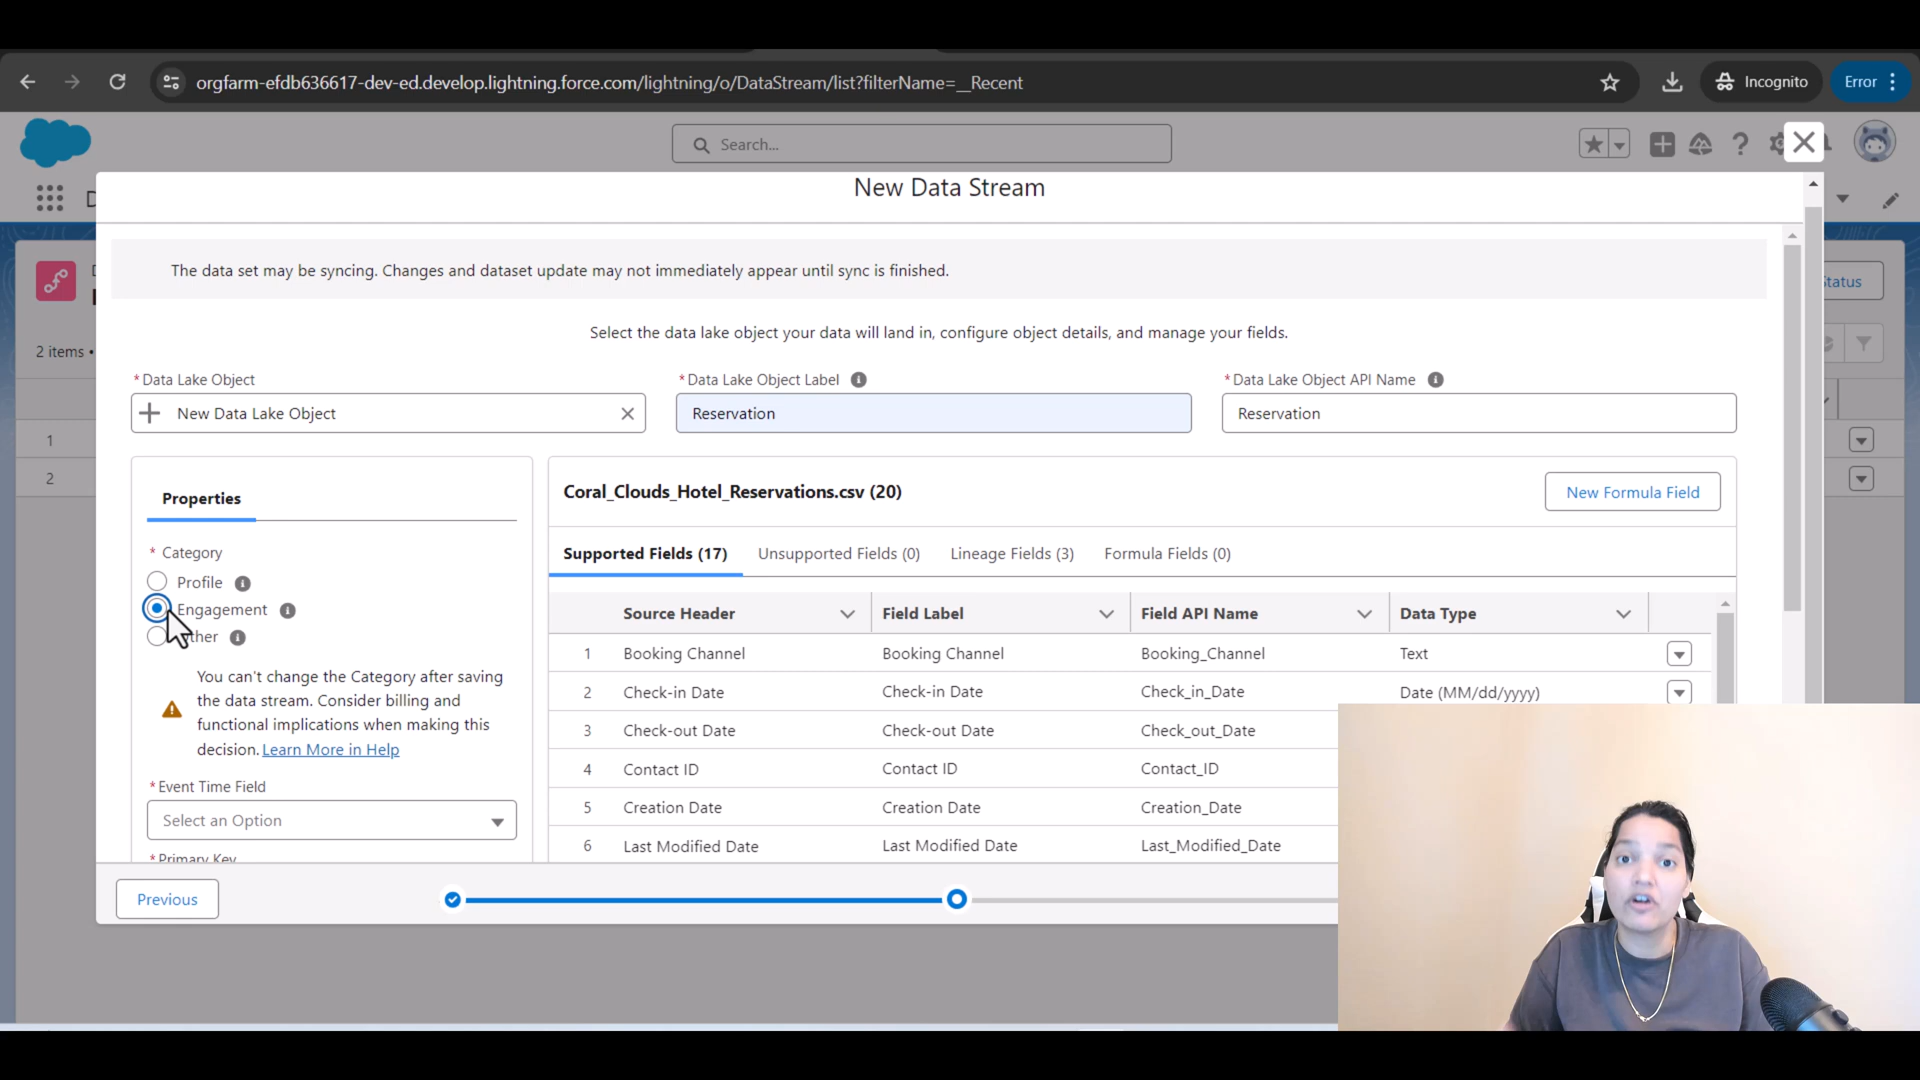 orgfarm-efdb636617-dev-ed.develop.lightning.force.com/lightning/o/DataStream/list?filterName=__Recent
Incognito
Error
Search...
New Data Stream
The data set may be syncing. Changes and dataset update may not immediately appear until sync is finished.
Select the data lake object your data will land in, configure object details, and manage your fields.
2 items •
* Data Lake Object
New Data Lake Object
* Data Lake Object Label
Reservation
* Data Lake Object API Name
Reservation
1
2
Properties
* Category
Profile
Engagement
You can't change the Category after saving
the data stream. Consider billing and
functional implications when making this
decision. Learn More in Help
* Event Time Field
Select an Option
* Primary Key
Coral_Clouds_Hotel_Reservations.csv (20)
New Formula Field
Supported Fields (17)
Unsupported Fields (0)
Lineage Fields (3)
Formula Fields (0)
Source Header
Field Label
Field API Name
Data Type
1 Booking Channel Booking Channel Booking_Channel Text
2 Check-in Date Check-in Date Check_in_Date Date (MM/dd/yyyy)
3 Check-out Date Check-out Date Check_out_Date
4 Contact ID Contact ID Contact_ID
5 Creation Date Creation Date Creation_Date
6 Last Modified Date Last Modified Date Last_Modified_Date
Previous